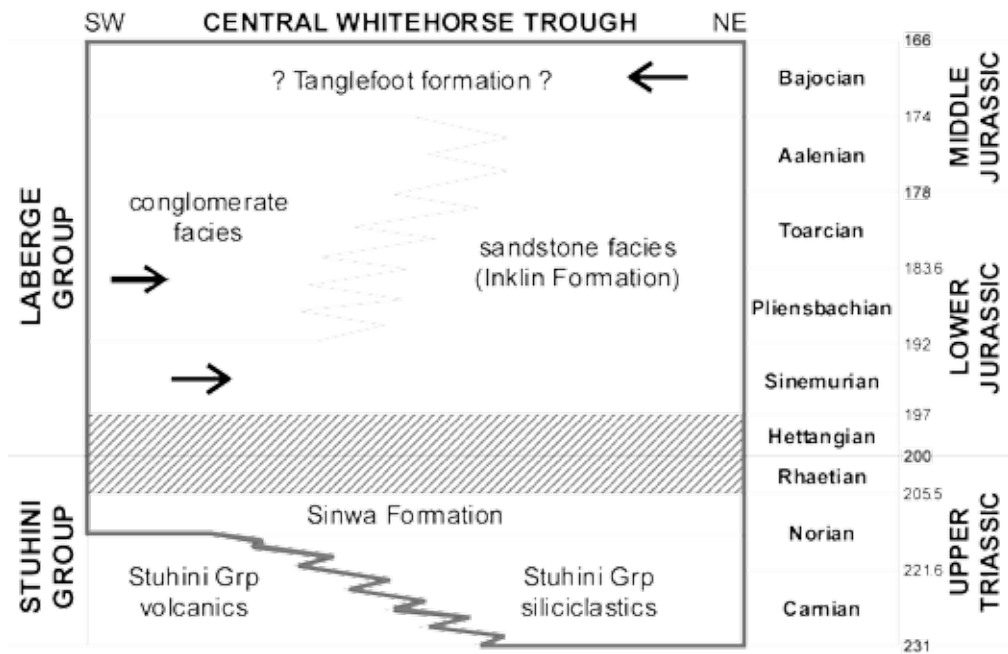 SW CENTRAL WHITEHORSE TROUGH NE
166
? Tanglefoot formation ?
Bajocian
174
Aalenian
178
conglomerate
facies
Toarcian
sandstone facies
(Inklin Formation)
183.6
Pliensbachian
192
Sinemurian
197
Hettangian
200
Rhaetian
205.5
Sinwa Formation
Norian
221.6
Stuhini Grp
volcanics
Stuhini Grp
siliciclastics
Carnian
231
LABERGE
GROUP
STUHINI
GROUP
MIDDLE
JURASSIC
LOWER
JURASSIC
UPPER
TRIASSIC